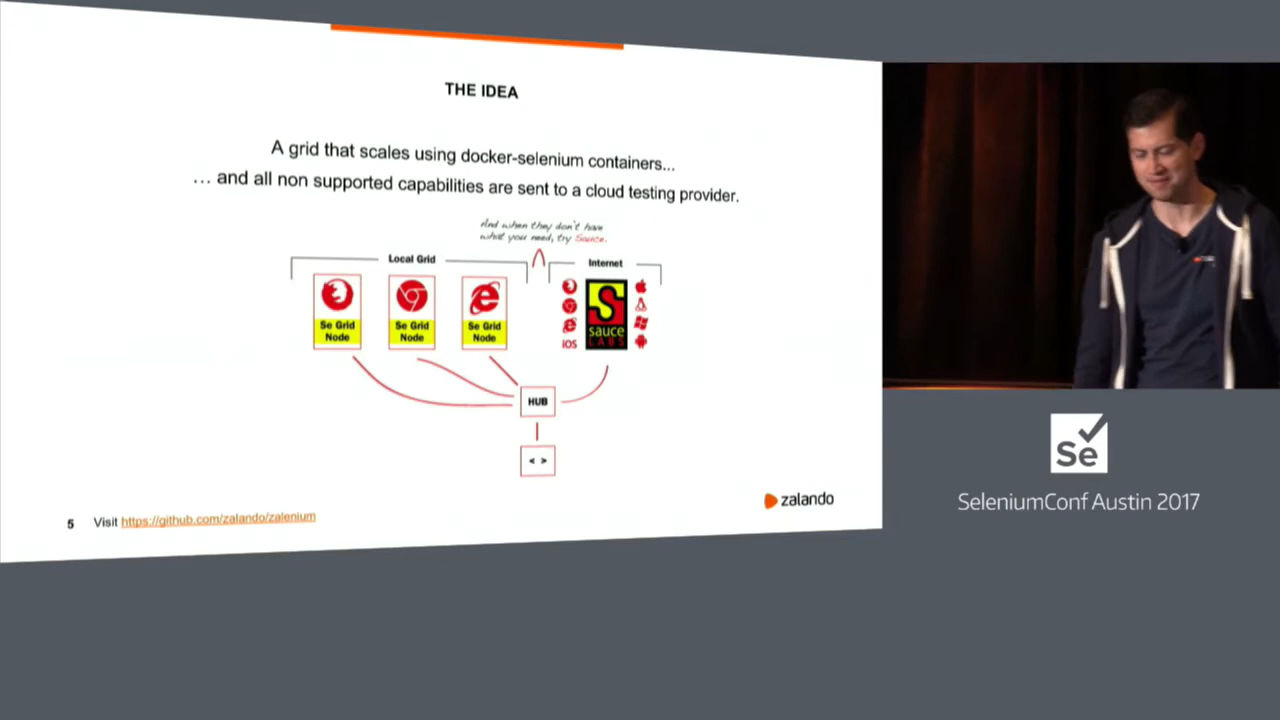 THE IDEA
A grid that scales using docker-selenium containers...
... and all non supported capabilities are sent to a cloud testing provider.
And when they don't have
what you need, try Sauce.
Local Grid
Internet
Se Grid
Node
Se Grid
Node
Se Grid
Node
iOS
S
sauce
LABS
HUB
< >
zalando
5 Visit https://github.com/zalando/zalenium
Se
SeleniumConf Austin 2017